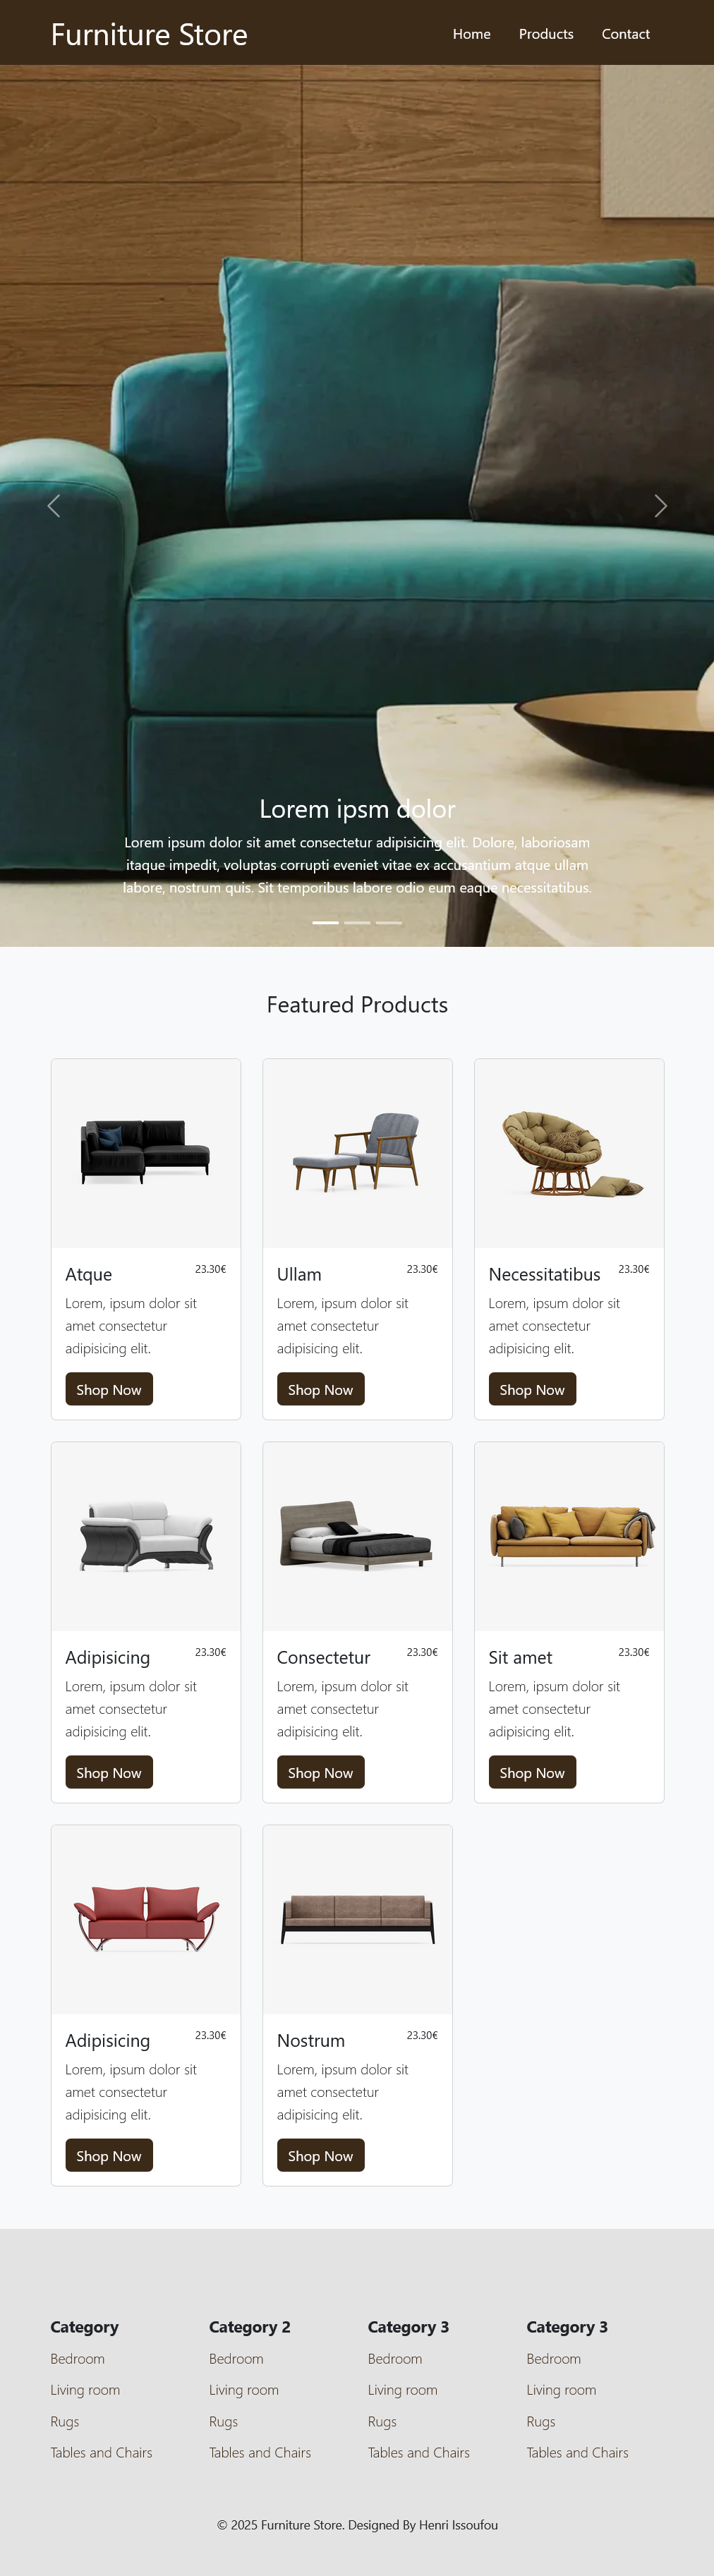 Furniture Store
Home Products Contact
Lorem ipsm dolor
Lorem ipsum dolor sit amet consectetur adipisicing elit. Dolore, laboriosam
itaque impedit, voluptas corrupti eveniet vitae ex accusantium atque ullam
labore, nostrum quis. Sit temporibus labore odio eum eaque necessitatibus.
Featured Products
Atque 23.30€
Lorem, ipsum dolor sit
amet consectetur
adipisicing elit.
Shop Now
Ullam 23.30€
Lorem, ipsum dolor sit
amet consectetur
adipisicing elit.
Shop Now
Necessitatibus 23.30€
Lorem, ipsum dolor sit
amet consectetur
adipisicing elit.
Shop Now
Adipisicing 23.30€
Lorem, ipsum dolor sit
amet consectetur
adipisicing elit.
Shop Now
Consectetur 23.30€
Lorem, ipsum dolor sit
amet consectetur
adipisicing elit.
Shop Now
Sit amet 23.30€
Lorem, ipsum dolor sit
amet consectetur
adipisicing elit.
Shop Now
Adipisicing 23.30€
Lorem, ipsum dolor sit
amet consectetur
adipisicing elit.
Shop Now
Nostrum 23.30€
Lorem, ipsum dolor sit
amet consectetur
adipisicing elit.
Shop Now
Category
Bedroom
Living room
Rugs
Tables and Chairs
Category 2
Bedroom
Living room
Rugs
Tables and Chairs
Category 3
Bedroom
Living room
Rugs
Tables and Chairs
Category 3
Bedroom
Living room
Rugs
Tables and Chairs
© 2025 Furniture Store. Designed By Henri Issoufou